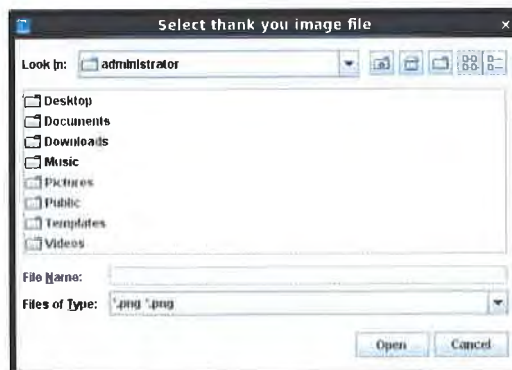 Select thank you image file
Look In: administrator
Desktop
Documents
Downloads
Music
Pictures
Public
Templates
Videos
File Name:
Files of Type: *.png *.png
Open Cancel